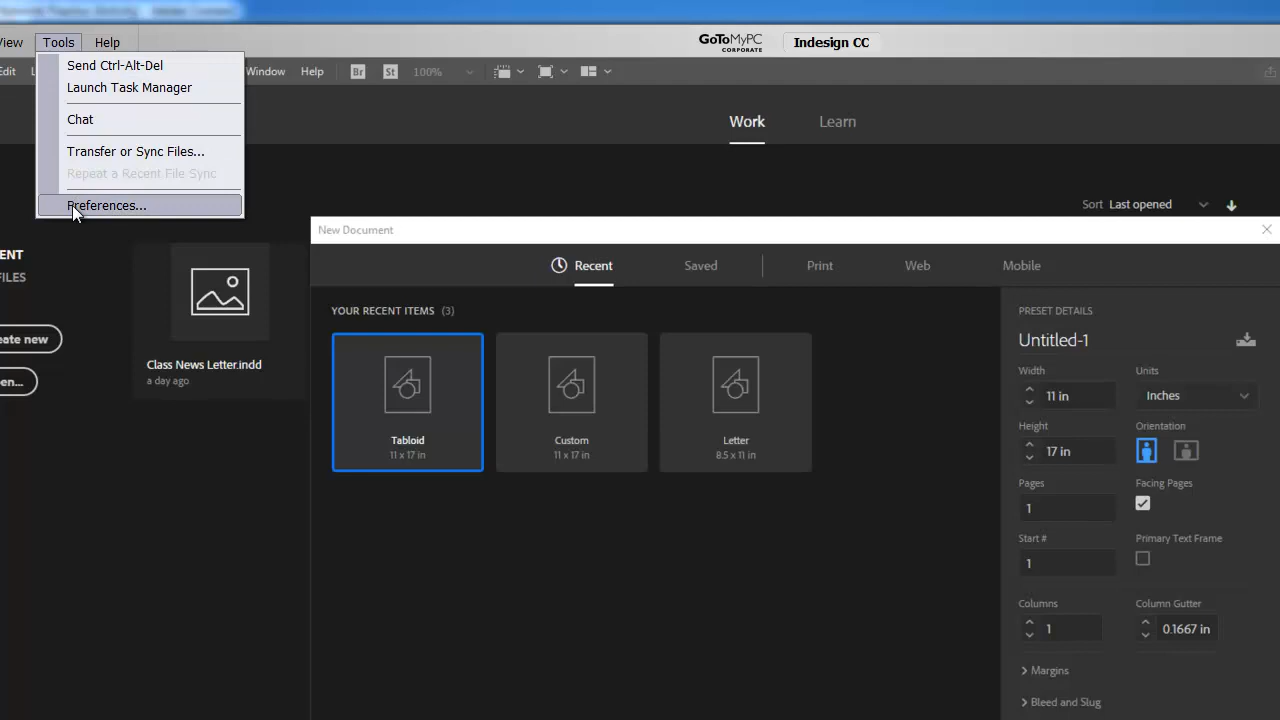 View Tools Help
GoToMyPC CORPORATE Indesign CC
Send Ctrl-Alt-Del
Launch Task Manager
Chat
Transfer or Sync Files...
Repeat a Recent File Sync
Preferences...
Edit Window Help Br St 100%
Work Learn
Sort Last opened
ENT
FILES
eate new
en...
Class News Letter.indd
a day ago
New Document
Recent Saved Print Web Mobile
YOUR RECENT ITEMS (3)
Tabloid
11 x 17 in
Custom
11 x 17 in
Letter
8.5 x 11 in
PRESET DETAILS
Untitled-1
Width Units
11 in Inches
Height Orientation
17 in
Pages Facing Pages
1
Start # Primary Text Frame
1
Columns Column Gutter
1 0.1667 in
Margins
Bleed and Slug